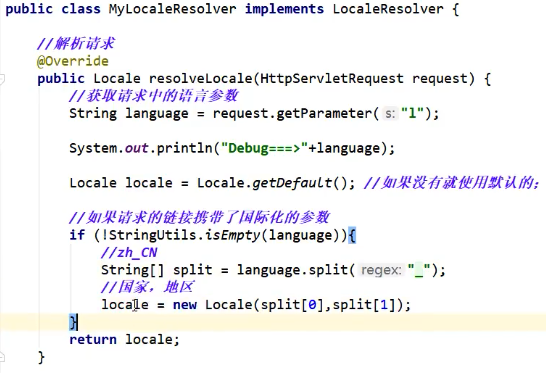 public class MyLocaleResolver implements LocaleResolver {
//解析请求
@Override
public Locale resolveLocale(HttpServletRequest request) {
//获取请求中的语言参数
String language = request.getParameter( s: "l");
System.out.println("Debug===>"+language);
Locale locale = Locale.getDefault(); //如果没有就使用默认的;
//如果请求的链接携带了国际化的参数
if (!StringUtils.isEmpty(language)){
//zh_CN
String[] split = language.split( regex: "_");
//国家，地区
locale = new Locale(split[0],split[1]);
}
return locale;
}